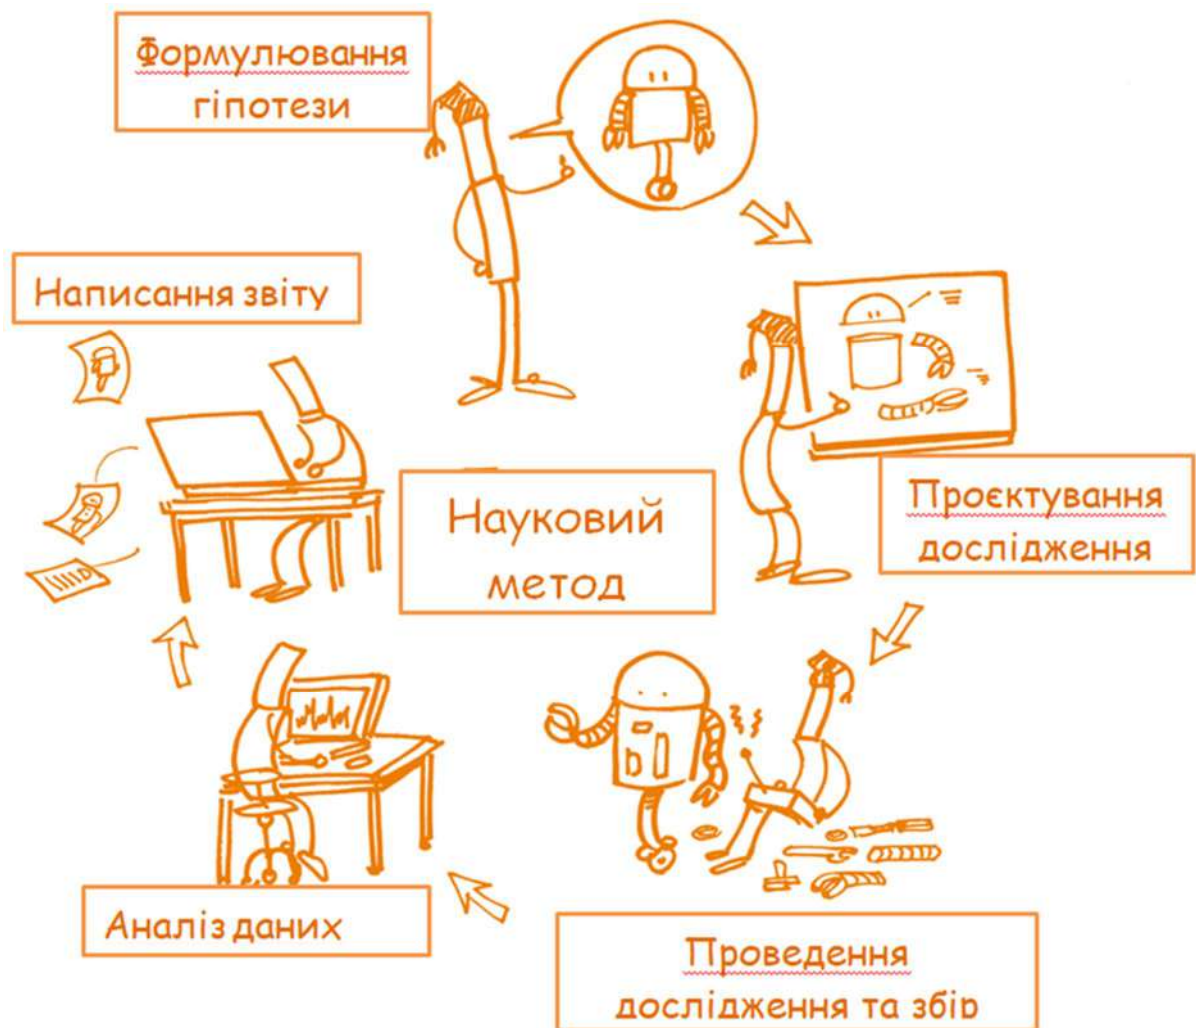 Формулювання
гіпотези
Написання звіту
Науковий
метод
Проєктування
дослідження
Аналіз даних
Проведення
дослідження та збір